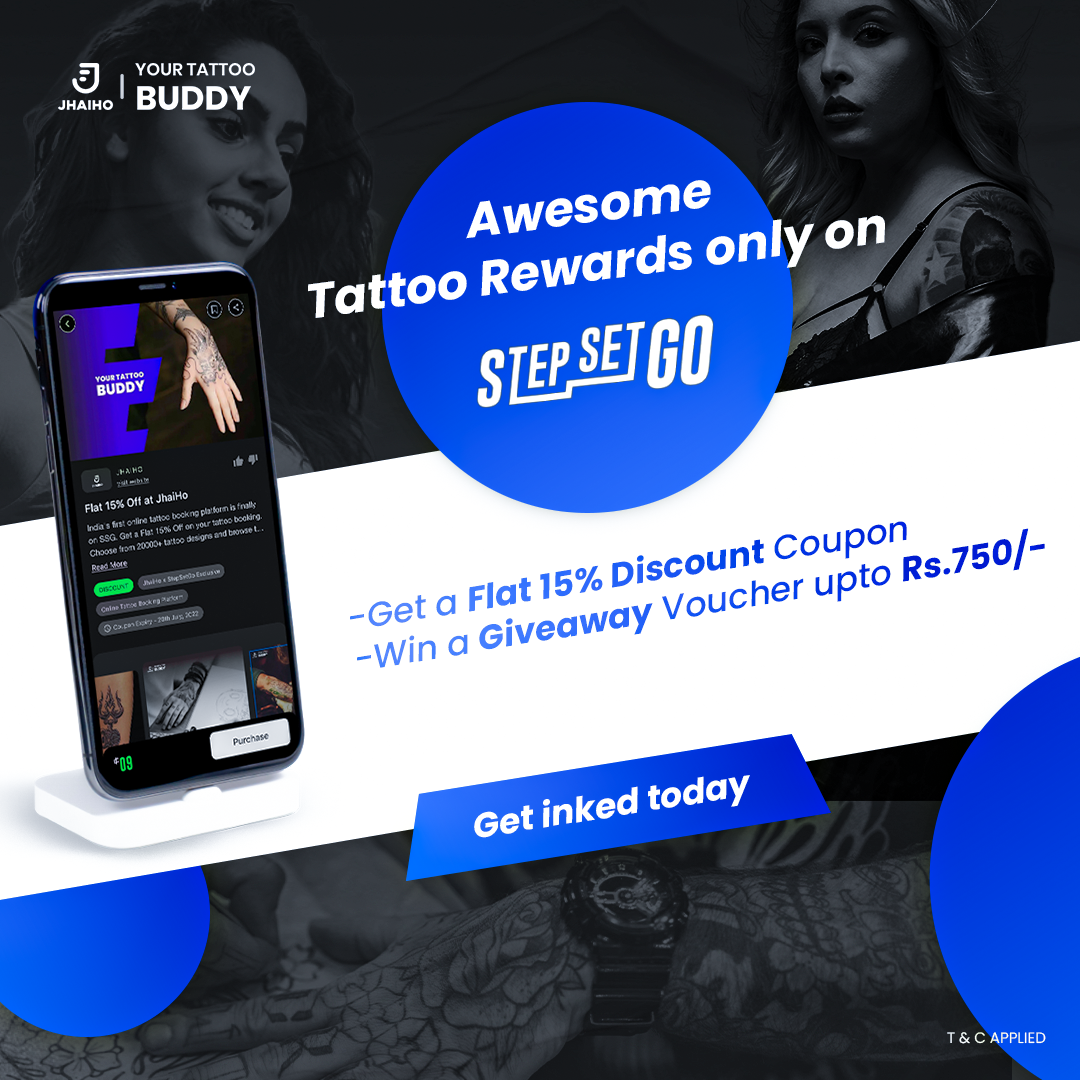 JHAIHO
YOUR TATTOO
BUDDY
Awesome
Tattoo Rewards only on
STEP SET GO
YOUR TATTOO
BUDDY
JHAIHO
Visit website
Flat 15% Off at JhaiHo
India's first online tattoo booking platform is finally
on SSG. Get a Flat 15% Off on your tattoo booking.
Choose from 20000+ tattoo designs and browse t...
Read More
DISCOUNT
JhaiHo x StepSetGo Exclusive
Online Tattoo Booking Platform
Coupon Expiry - 28th July, 2022
09
Purchase
-Get a Flat 15% Discount Coupon
-Win a Giveaway Voucher upto Rs.750/-
Get inked today
T & C APPLIED